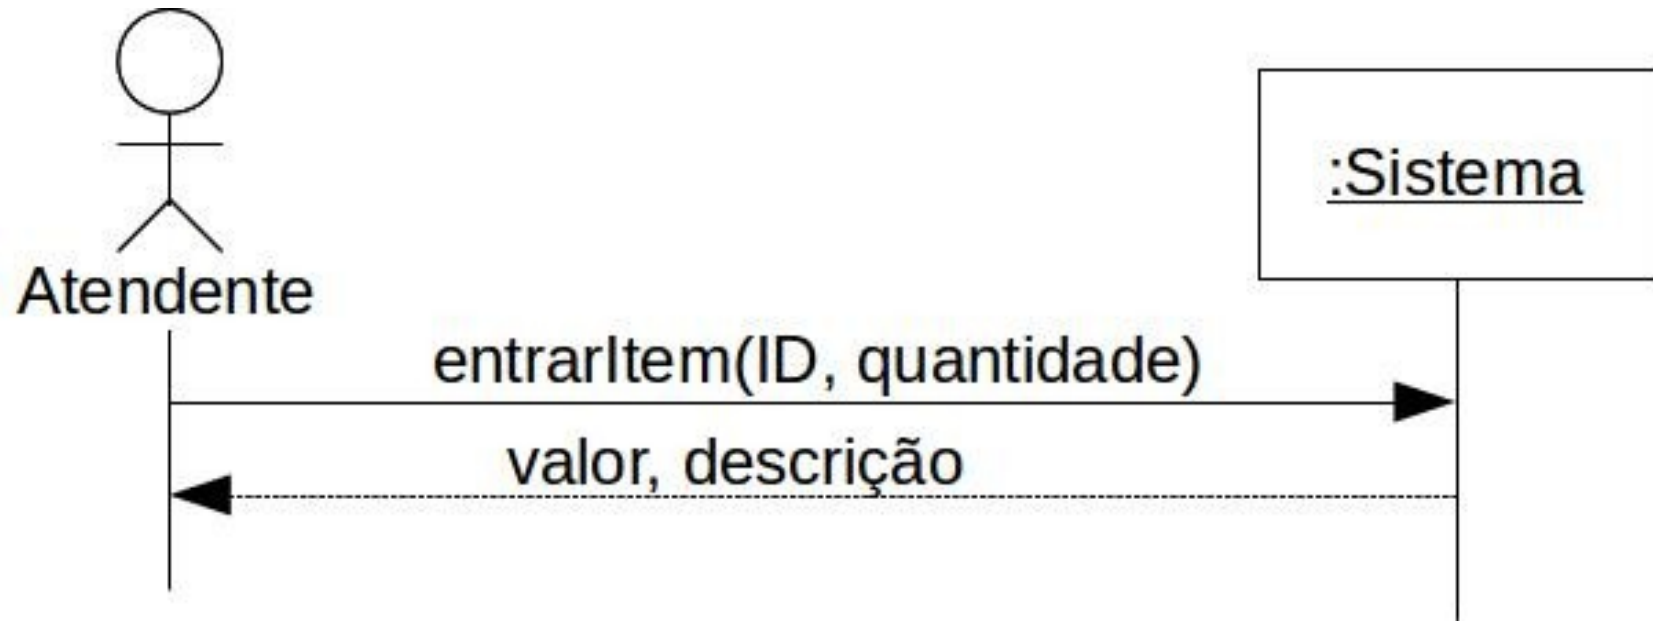 :Sistema
Atendente
entrarItem(ID, quantidade)
valor, descrição